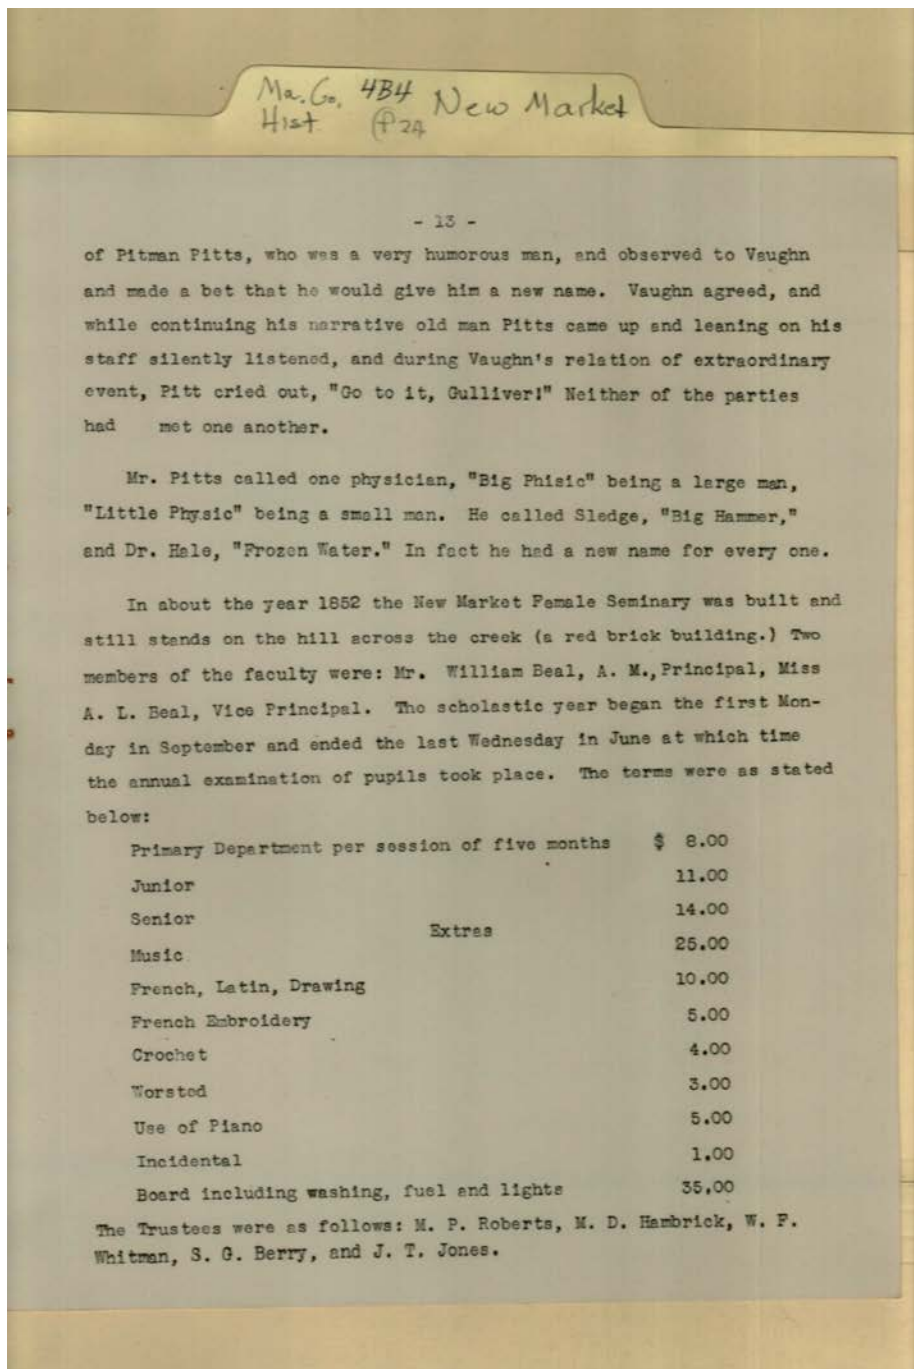 Ma. Co. 4B4 New Market
Hist P24
- 13 -
of Pitman Pitts, who was a very humorous man, and observed to Vaughn
and made a bet that he would give him a new name. Vaughn agreed, and
while continuing his narrative old man Pitts came up and leaning on his
staff silently listened, and during Vaughn's relation of extraordinary
event, Pitt cried out, "Go to it, Gulliver!" Neither of the parties
had met one another.
Mr. Pitts called one physician, "Big Phisic" being a large man,
"Little Physic" being a small man. He called Sledge, "Big Hammer,"
and Dr. Hale, "Frozen Water." In fact he had a new name for every one.
In about the year 1852 the New Market Female Seminary was built and
still stands on the hill across the creek (a red brick building.) Two
members of the faculty were: Mr. William Beal, A. M., Principal, Miss
A. L. Beal, Vice Principal. The scholastic year began the first Mon-
day in September and ended the last Wednesday in June at which time
the annual examination of pupils took place. The terms were as stated
below:
Primary Department per session of five months $ 8.00
Junior 11.00
Senior 14.00
Extras
Music 25.00
French, Latin, Drawing 10.00
French Embroidery 5.00
Crochet 4.00
Worsted 3.00
Use of Piano 5.00
Incidental 1.00
Board including washing, fuel and lights 35.00
The Trustees were as follows: M. P. Roberts, M. D. Hambrick, W. F.
Whitman, S. G. Berry, and J. T. Jones.